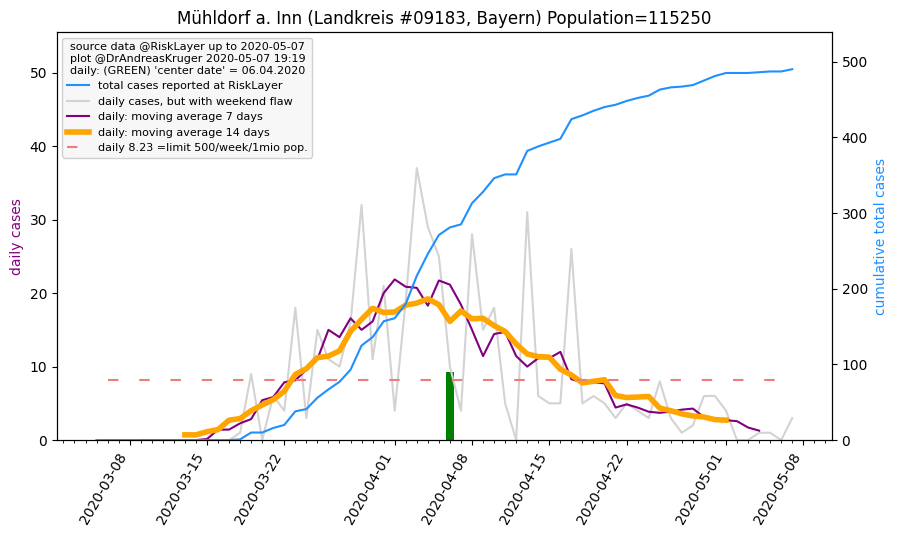 Mühldorf a. Inn (Landkreis #09183, Bayern) Population=115250
source data @RiskLayer up to 2020-05-07
plot @DrAndreasKruger 2020-05-07 19:19
daily: (GREEN) 'center date' = 06.04.2020
total cases reported at RiskLayer
daily cases, but with weekend flaw
daily: moving average 7 days
daily: moving average 14 days
daily 8.23 =limit 500/week/1mio pop.
daily cases
50
40
30
20
10
0
cumulative total cases
500
400
300
200
100
0
2020-03-08
2020-03-15
2020-03-22
2020-04-01
2020-04-08
2020-04-15
2020-04-22
2020-05-01
2020-05-08